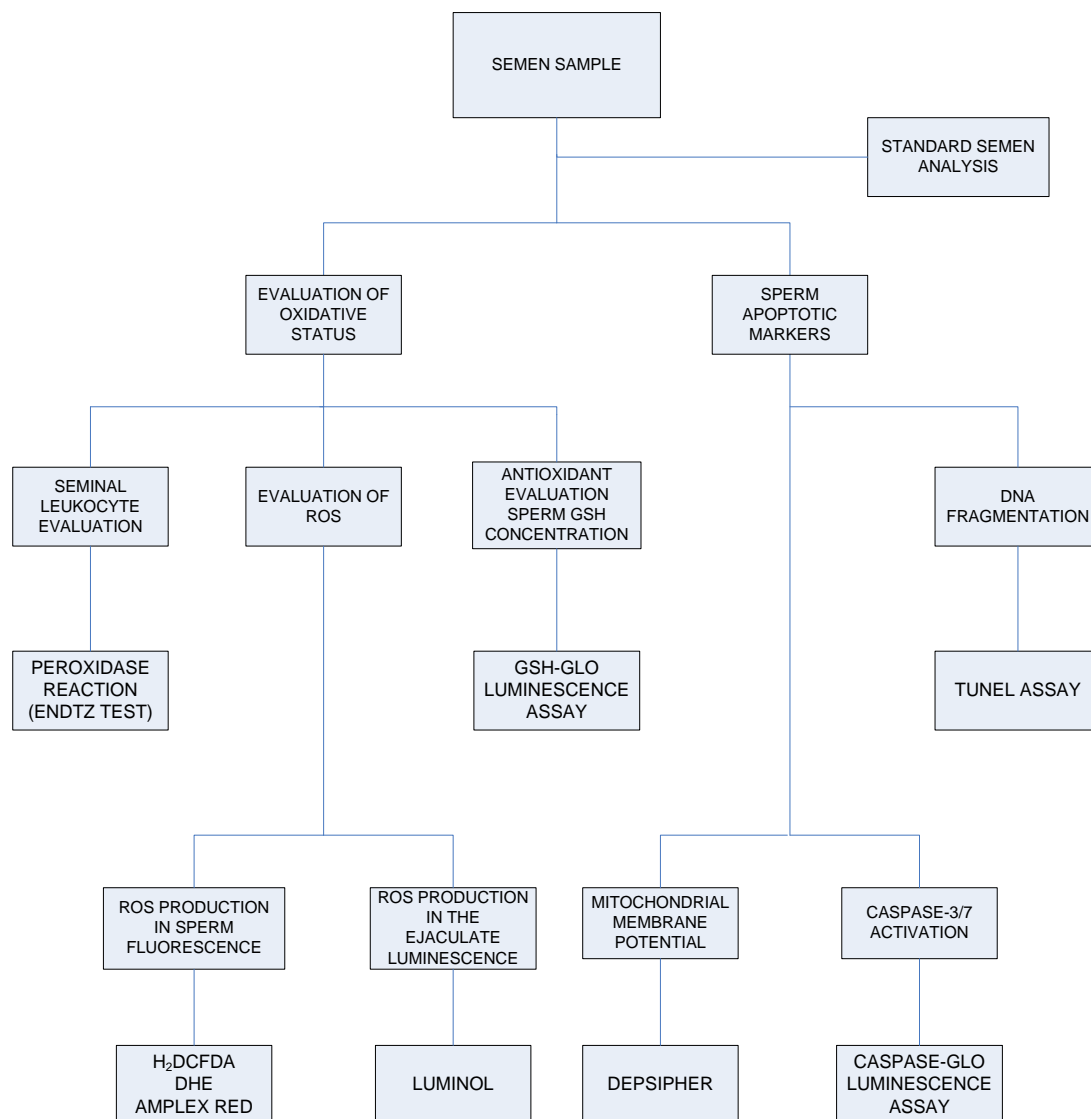 SEMEN SAMPLE
STANDARD SEMEN
ANALYSIS
EVALUATION OF
OXIDATIVE
STATUS
SPERM
APOPTOTIC
MARKERS
SEMINAL
LEUKOCYTE
EVALUATION
EVALUATION OF
ROS
ANTIOXIDANT
EVALUATION
SPERM GSH
CONCENTRATION
DNA
FRAGMENTATION
PEROXIDASE
REACTION
(ENDTZ TEST)
GSH-GLO
LUMINESCENCE
ASSAY
TUNEL ASSAY
ROS PRODUCTION
IN SPERM
FLUORESCENCE
ROS PRODUCTION
IN THE
EJACULATE
LUMINESCENCE
MITOCHONDRIAL
MEMBRANE
POTENTIAL
CASPASE-3/7
ACTIVATION
H₂DCFDA
DHE
AMPLEX RED
LUMINOL
DEPSIPHER
CASPASE-GLO
LUMINESCENCE
ASSAY